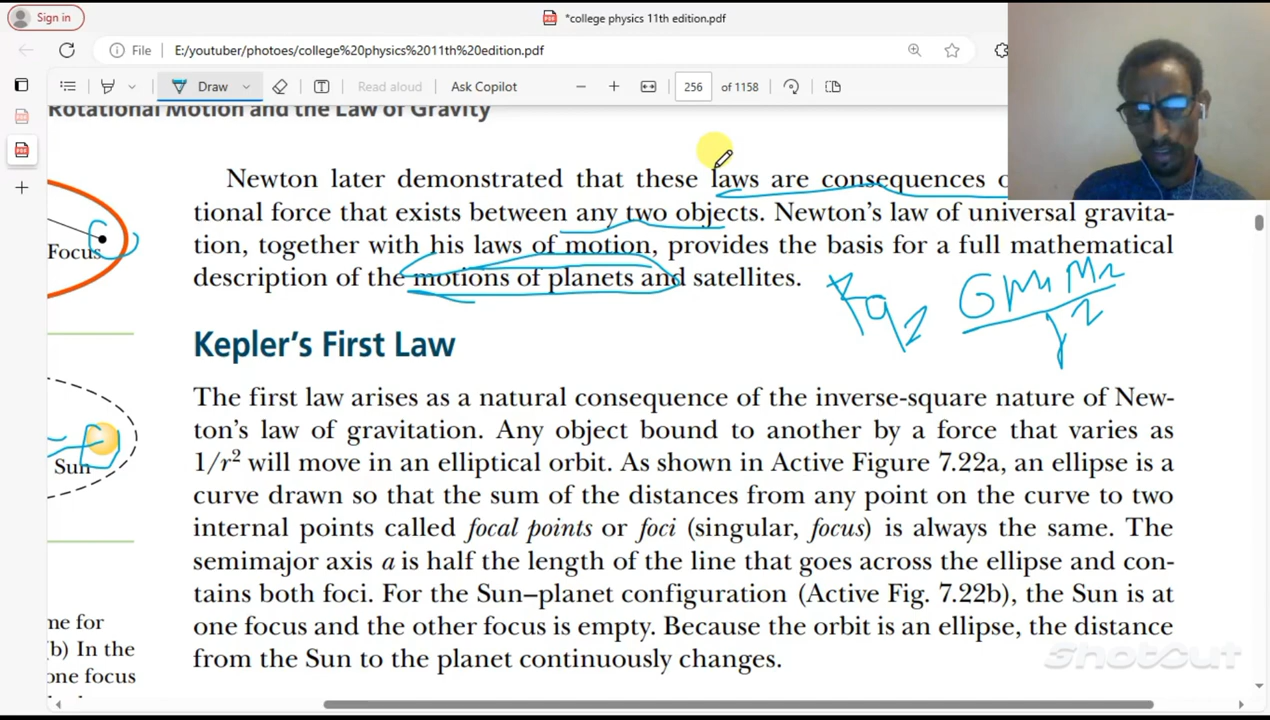 Sign in
*college physics 11th edition.pdf
File
E:/youtuber/photoes/college%20physics%2011th%20edition.pdf
Draw
Read aloud
Ask Copilot
256
of 1158
Rotational Motion and the Law of Gravity
Newton later demonstrated that these laws are consequences
tional force that exists between any two objects. Newton's law of universal gravita-
tion, together with his laws of motion, provides the basis for a full mathematical
description of the motions of planets and satellites.
G m1 m2
r2
Focus
Kepler's First Law
The first law arises as a natural consequence of the inverse-square nature of New-
ton's law of gravitation. Any object bound to another by a force that varies as
1/r² will move in an elliptical orbit. As shown in Active Figure 7.22a, an ellipse is a
curve drawn so that the sum of the distances from any point on the curve to two
internal points called focal points or foci (singular, focus) is always the same. The
semimajor axis a is half the length of the line that goes across the ellipse and con-
tains both foci. For the Sun–planet configuration (Active Fig. 7.22b), the Sun is at
one focus and the other focus is empty. Because the orbit is an ellipse, the distance
from the Sun to the planet continuously changes.
Sun
me for
(b) In the
one focus
shotcut